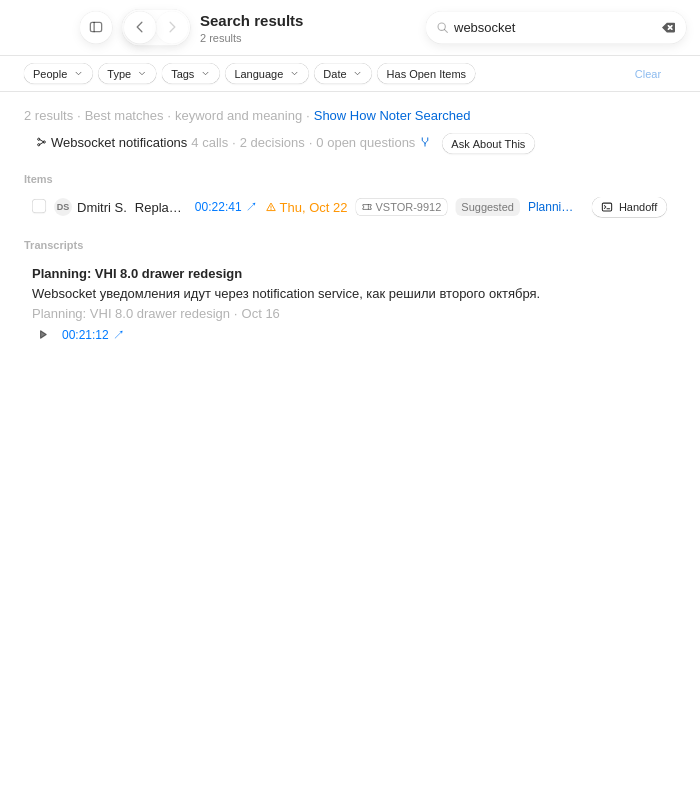 Search results
2 results
websocket
People Type Tags Language Date Has Open Items Clear
2 results · Best matches · keyword and meaning · Show How Noter Searched
Websocket notifications 4 calls · 2 decisions · 0 open questions Ask About This
Items
DS Dmitri S. Repla… 00:22:41 ↗ Thu, Oct 22 VSTOR-9912 Suggested Planni… Handoff
Transcripts
Planning: VHI 8.0 drawer redesign
Websocket уведомления идут через notification service, как решили второго октября.
Planning: VHI 8.0 drawer redesign · Oct 16
00:21:12 ↗